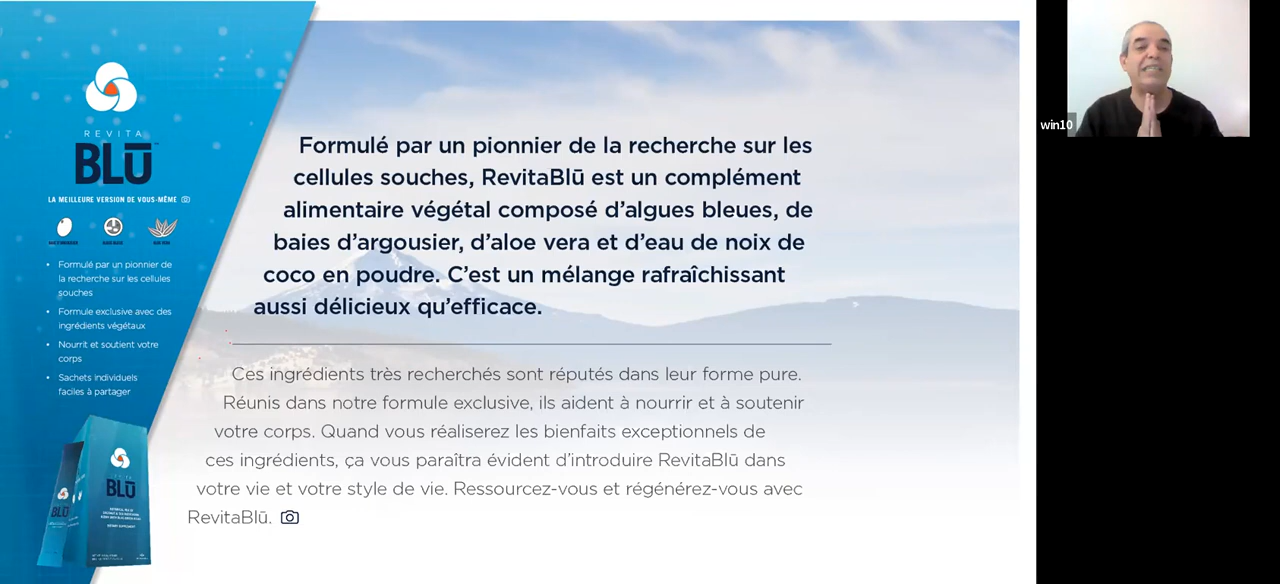 REVITA
BLŪ
LA MEILLEURE VERSION DE VOUS-MÊME
• Formulé par un pionnier de
la recherche sur les cellules
souches
• Formule exclusive avec des
ingrédients végétaux
• Nourrit et soutient votre
corps
• Sachets individuels
faciles à partager
BLŪ
BLŪ
Formulé par un pionnier de la recherche sur les
cellules souches, RevitaBlū est un complément
alimentaire végétal composé d’algues bleues, de
baies d’argousier, d’aloe vera et d’eau de noix de
coco en poudre. C’est un mélange rafraîchissant
aussi délicieux qu’efficace.
Ces ingrédients très recherchés sont réputés dans leur forme pure.
Réunis dans notre formule exclusive, ils aident à nourrir et à soutenir
votre corps. Quand vous réaliserez les bienfaits exceptionnels de
ces ingrédients, ça vous paraîtra évident d’introduire RevitaBlū dans
votre vie et votre style de vie. Ressourcez-vous et régénérez-vous avec
RevitaBlū.
win10